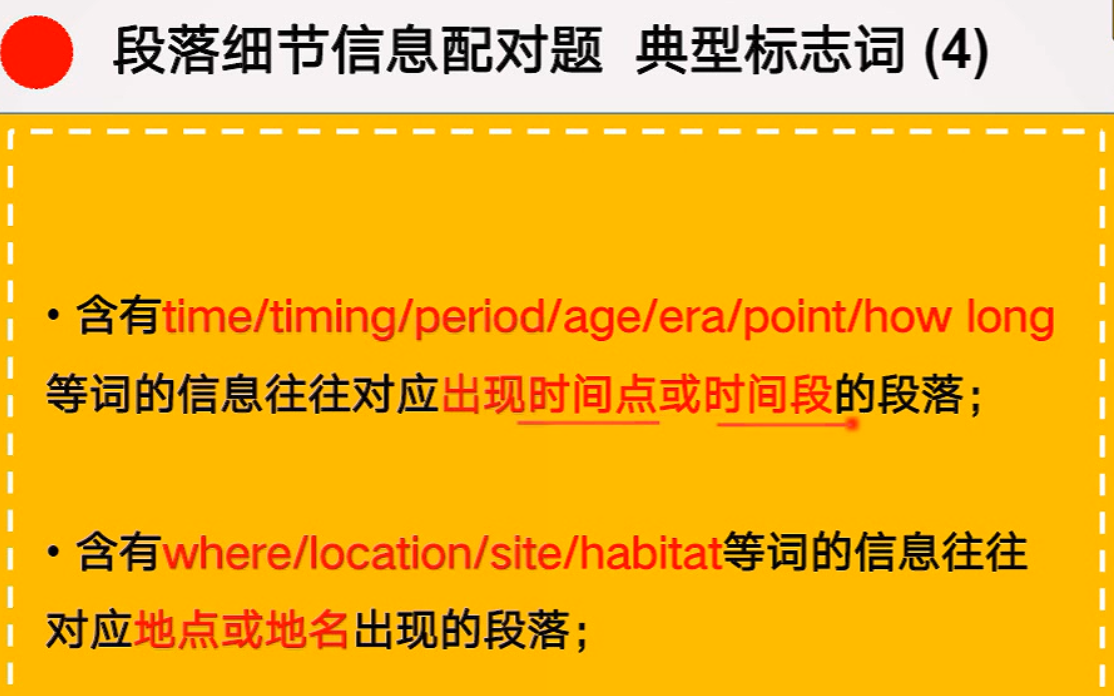 段落细节信息配对题 典型标志词 (4)
• 含有time/timing/period/age/era/point/how long
等词的信息往往对应出现时间点或时间段的段落；
• 含有where/location/site/habitat等词的信息往往
对应地点或地名出现的段落；